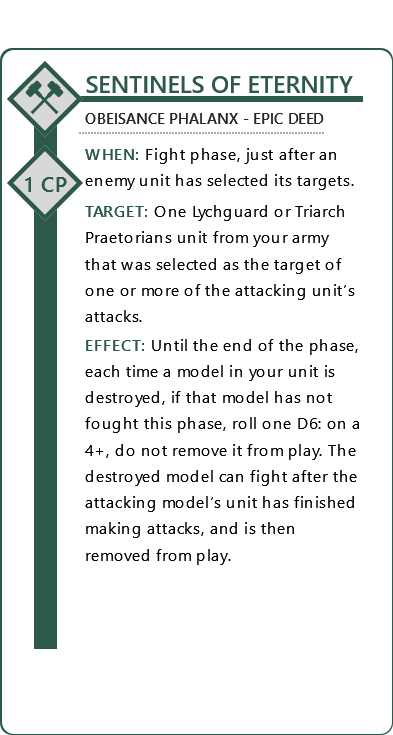 SENTINELS OF ETERNITY
OBEISANCE PHALANX - EPIC DEED
WHEN: Fight phase, just after an
enemy unit has selected its targets.
1 CP
TARGET: One Lychguard or Triarch
Praetorians unit from your army
that was selected as the target of
one or more of the attacking unit's
attacks.
EFFECT: Until the end of the phase,
each time a model in your unit is
destroyed, if that model has not
fought this phase, roll one D6: on a
4+, do not remove it from play. The
destroyed model can fight after the
attacking model's unit has finished
making attacks, and is then
removed from play.